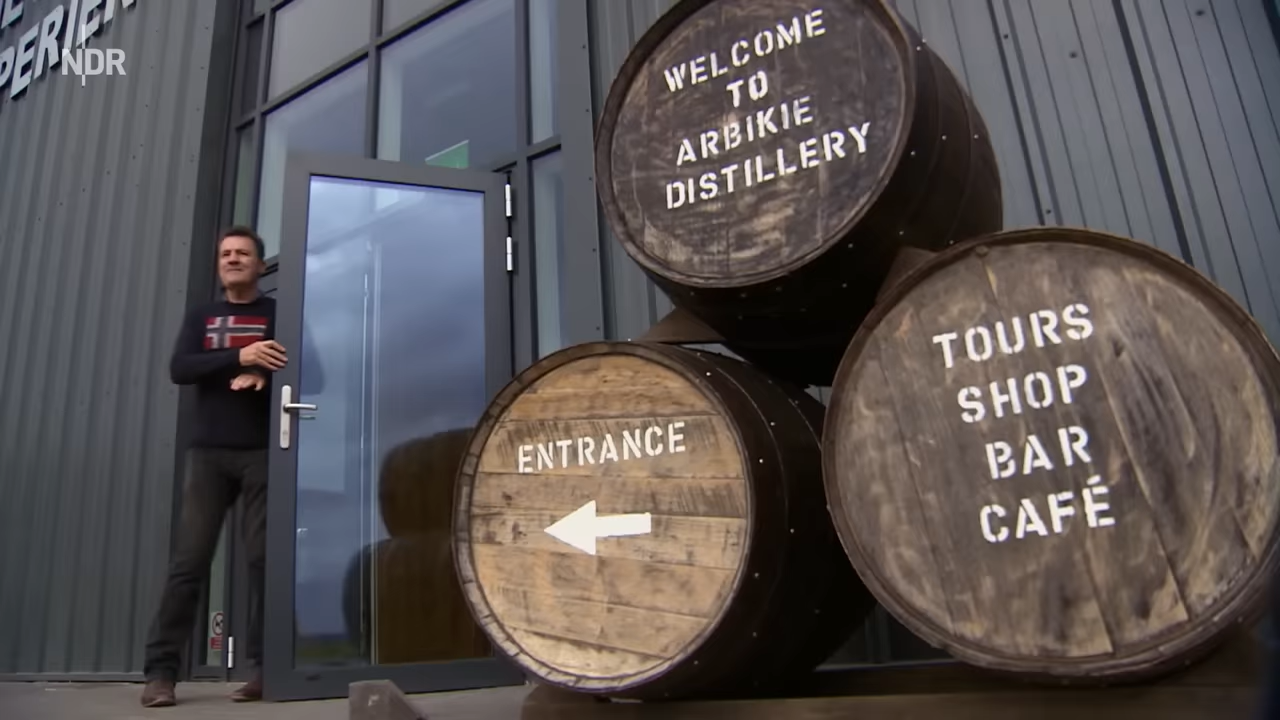 NDR
WELCOME
TO
ARBIKIE
DISTILLERY
TOURS
SHOP
BAR
CAFÉ
ENTRANCE